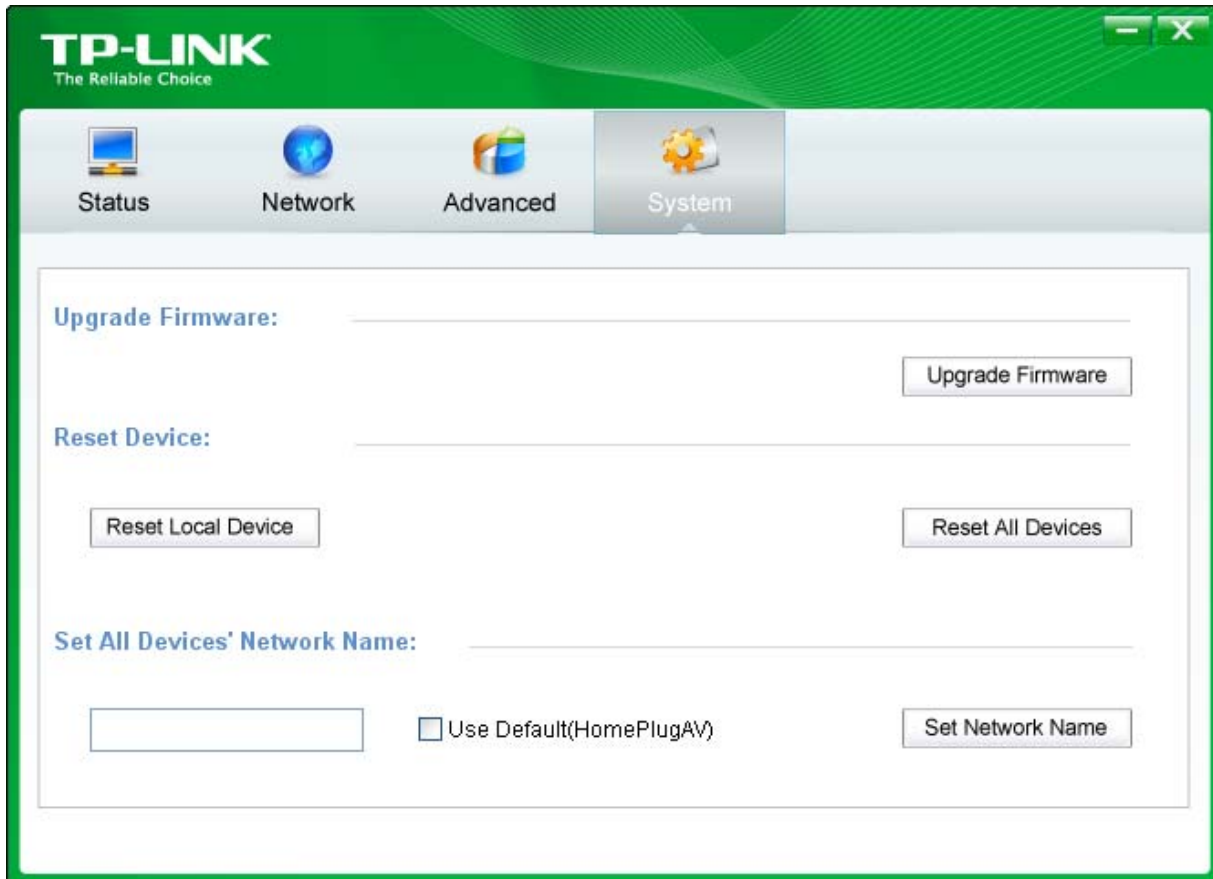 TP-LINK
The Reliable Choice
Status Network Advanced System
Upgrade Firmware:
Upgrade Firmware
Reset Device:
Reset Local Device Reset All Devices
Set All Devices' Network Name:
Use Default(HomePlugAV) Set Network Name